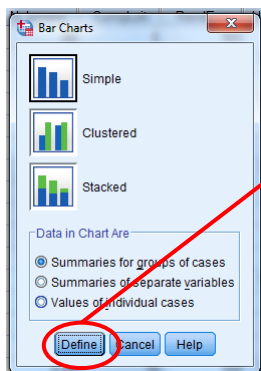 Bar Charts
Simple
Clustered
Stacked
Data in Chart Are
Summaries for groups of cases
Summaries of separate variables
Values of individual cases
Define Cancel Help